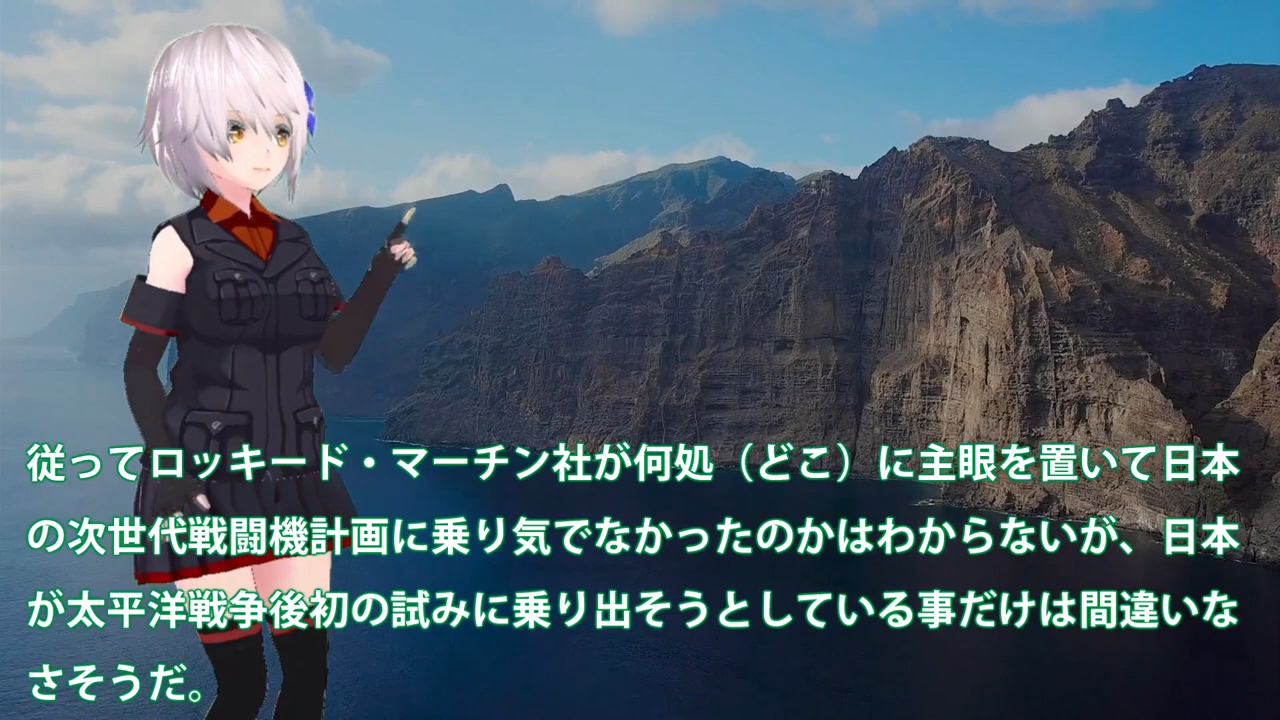 従ってロッキード・マーチン社が何処（どこ）に主眼を置いて日本
の次世代戦闘機計画に乗り気でなかったのかはわからないが、日本
が太平洋戦争後初の試みに乗り出そうとしている事だけは間違いな
さそうだ。